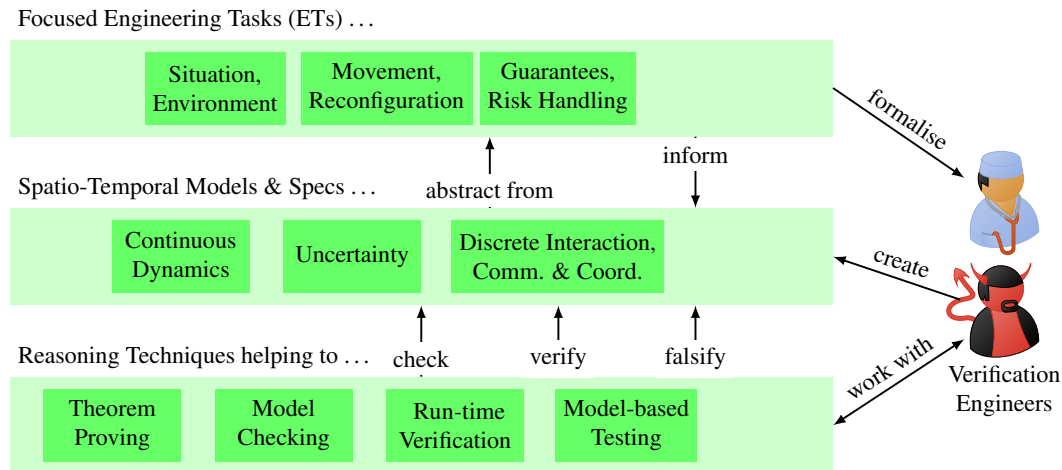 Focused Engineering Tasks (ETs) ...
Situation,
Environment
Movement,
Reconfiguration
Guarantees,
Risk Handling
formalise
abstract from
inform
Spatio-Temporal Models & Specs ...
Continuous
Dynamics
Uncertainty
Discrete Interaction,
Comm. & Coord.
create
Reasoning Techniques helping to ...
check
verify
falsify
work with
Verification
Engineers
Theorem
Proving
Model
Checking
Run-time
Verification
Model-based
Testing